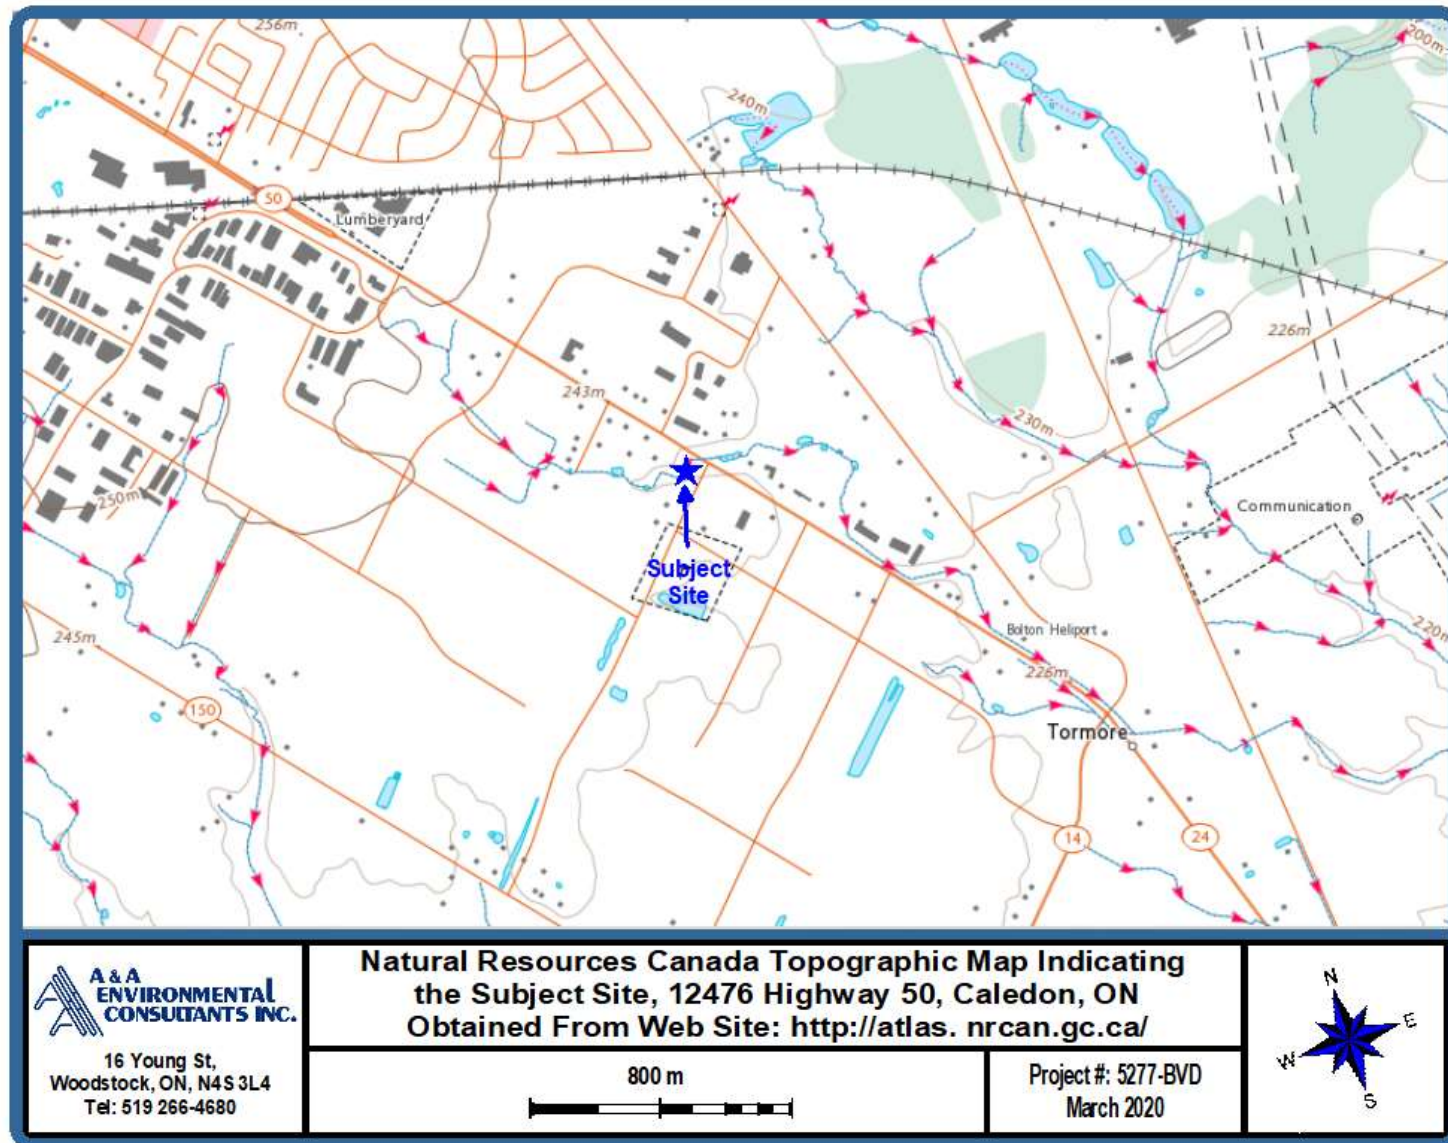 256m
200m
240m
50
Lumberyard
226m
243m
230m
250m
Communication
Subject
Site
Bolton Heliport
220m
245m
226m
150
Tormore
14
24
A & A
ENVIRONMENTAL
CONSULTANTS INC.
16 Young St,
Woodstock, ON, N4S 3L4
Tel: 519 266-4680
Natural Resources Canada Topographic Map Indicating
the Subject Site, 12476 Highway 50, Caledon, ON
Obtained From Web Site: http://atlas. nrcan.gc.ca/
800 m
Project #: 5277-BVD
March 2020
N
E
W
S